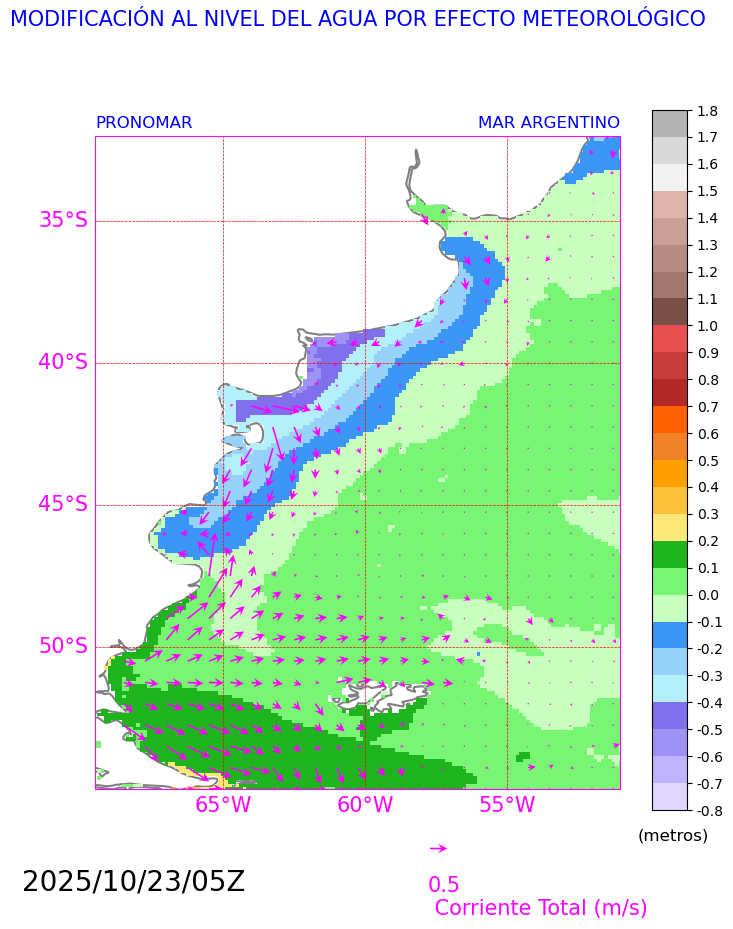 MODIFICACIÓN AL NIVEL DEL AGUA POR EFECTO METEOROLÓGICO
PRONOMAR MAR ARGENTINO
1.8
1.7
1.6
1.5
1.4
1.3
1.2
1.1
1.0
0.9
0.8
0.7
0.6
0.5
0.4
0.3
0.2
0.1
0.0
-0.1
-0.2
-0.3
-0.4
-0.5
-0.6
-0.7
-0.8
(metros)
35°S
40°S
45°S
50°S
65°W 60°W 55°W
2025/10/23/05Z
0.5
Corriente Total (m/s)